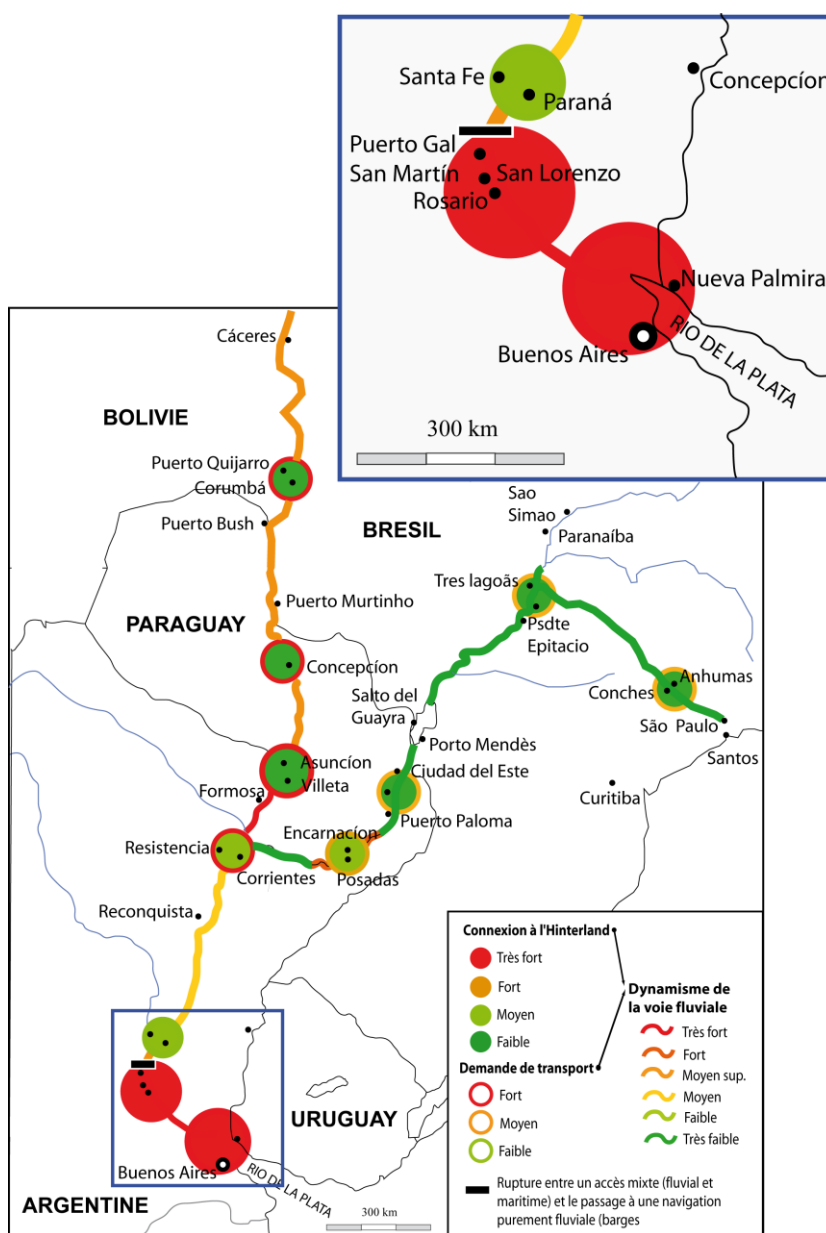 Santa Fe
Concepcíon
Paraná
Puerto Gal
San Martín
San Lorenzo
Rosario
Nueva Palmira
Buenos Aires
RIO DE LA PLATA
300 km
Cáceres
BOLIVIE
Puerto Quijarro
Corumbá
Puerto Bush
BRESIL
Sao
Simao
Paranaíba
Tres lagoãs
Puerto Murtinho
PARAGUAY
Psdte
Epitacio
Concepcíon
Anhumas
Conches
Salto del
Guayra
São Paulo
Santos
Porto Mendès
Asuncíon
Villeta
Ciudad del Este
Formosa
Curitiba
Puerto Paloma
Encarnacíon
Resistencia
Corrientes
Posadas
Reconquista
URUGUAY
Buenos Aires
RIO DE LA PLATA
ARGENTINE
300 km
Connexion à l'Hinterland
Très fort
Fort
Moyen
Faible
Demande de transport
Fort
Moyen
Faible
Dynamisme de
la voie fluviale
Très fort
Fort
Moyen sup.
Moyen
Faible
Très faible
Rupture entre un accès mixte (fluvial et
maritime) et le passage à une navigation
purement fluviale (barges